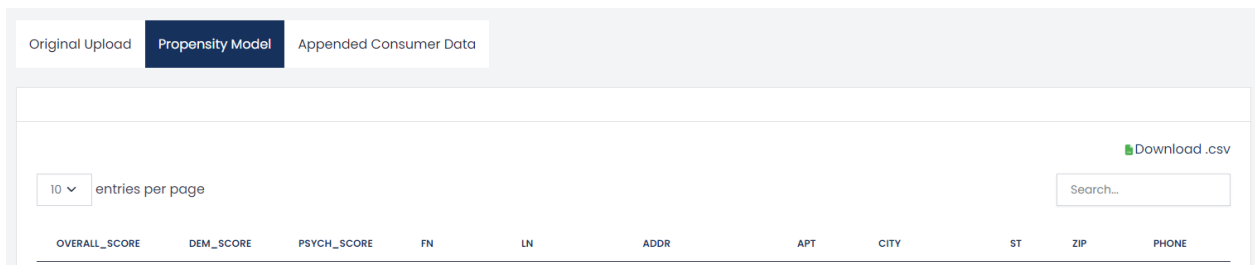 Original Upload Propensity Model Appended Consumer Data
Download .csv
10 entries per page Search...
OVERALL_SCORE DEM_SCORE PSYCH_SCORE FN LN ADDR APT CITY ST ZIP PHONE